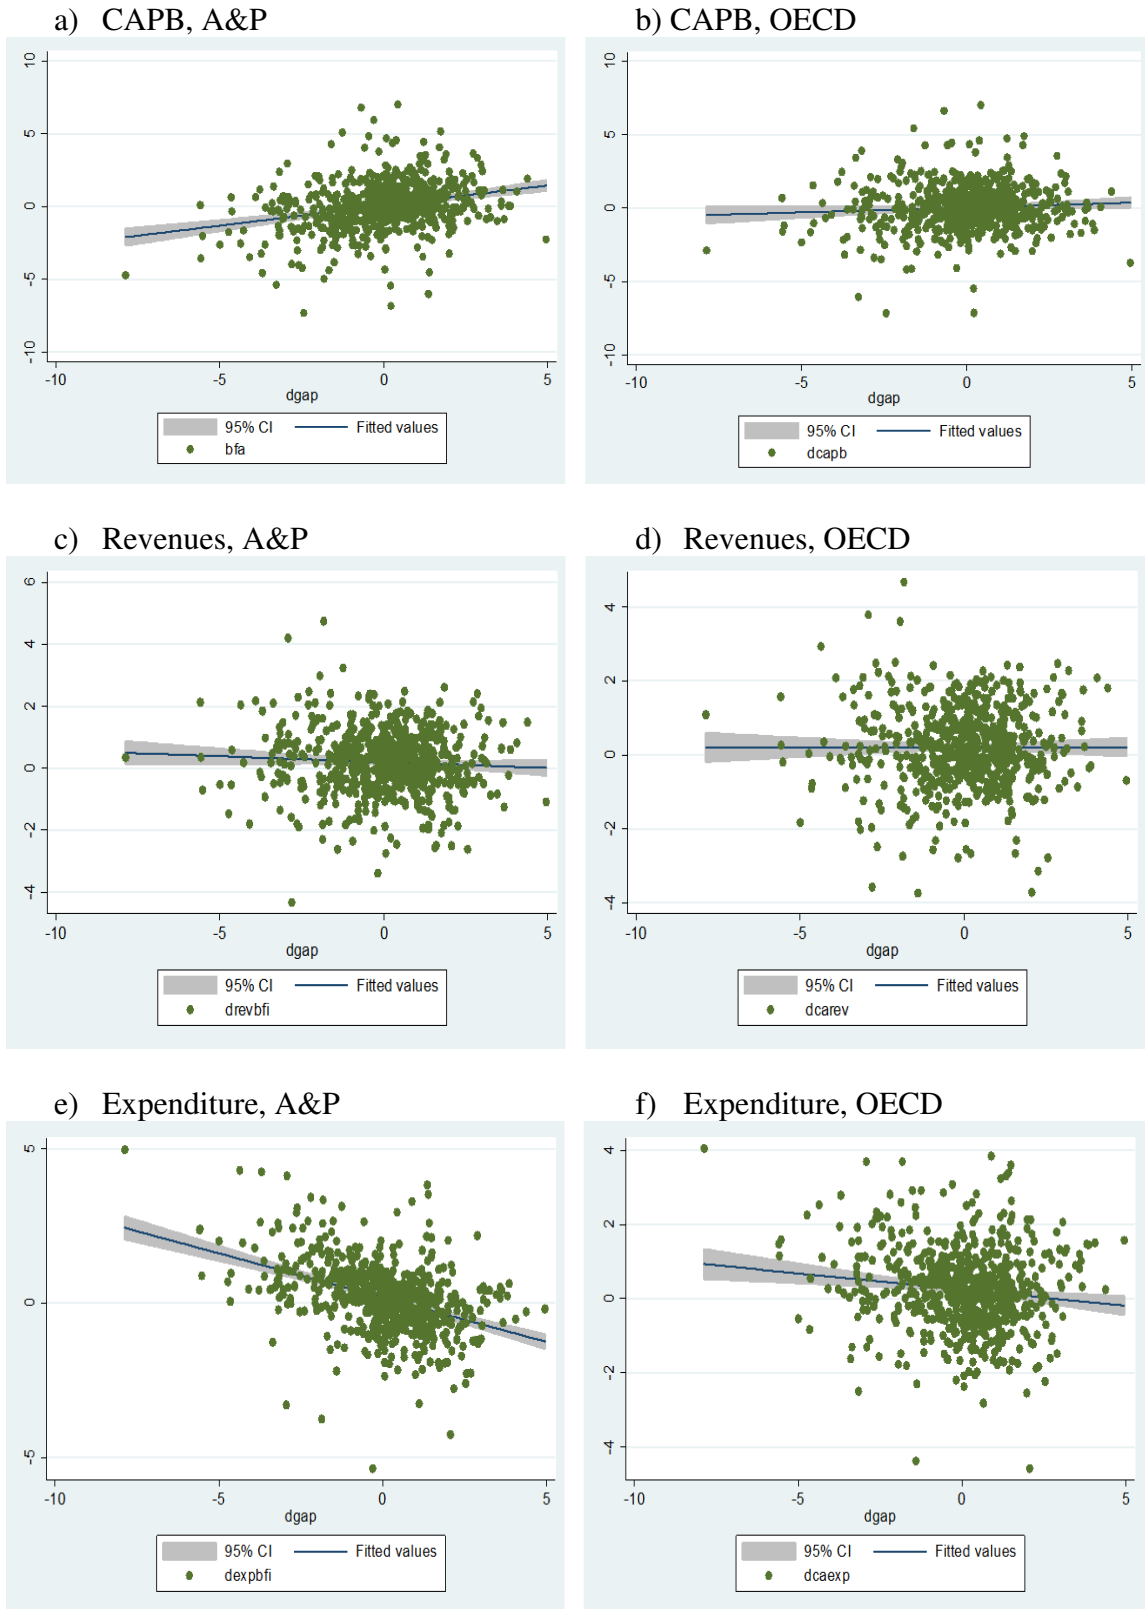 a) CAPB, A&P
b) CAPB, OECD
10
5
0
-5
-10
-10 -5 0 5
dgap
95% CI Fitted values
bfa
10
5
0
-5
-10
-10 -5 0 5
dgap
95% CI Fitted values
dcapb
c) Revenues, A&P
d) Revenues, OECD
6
4
2
0
-2
-4
-10 -5 0 5
dgap
95% CI Fitted values
drevbfi
4
2
0
-2
-4
-10 -5 0 5
dgap
95% CI Fitted values
dcarev
e) Expenditure, A&P
f) Expenditure, OECD
5
0
-5
-10 -5 0 5
dgap
95% CI Fitted values
dexpbfi
4
2
0
-2
-4
-10 -5 0 5
dgap
95% CI Fitted values
dcaexp